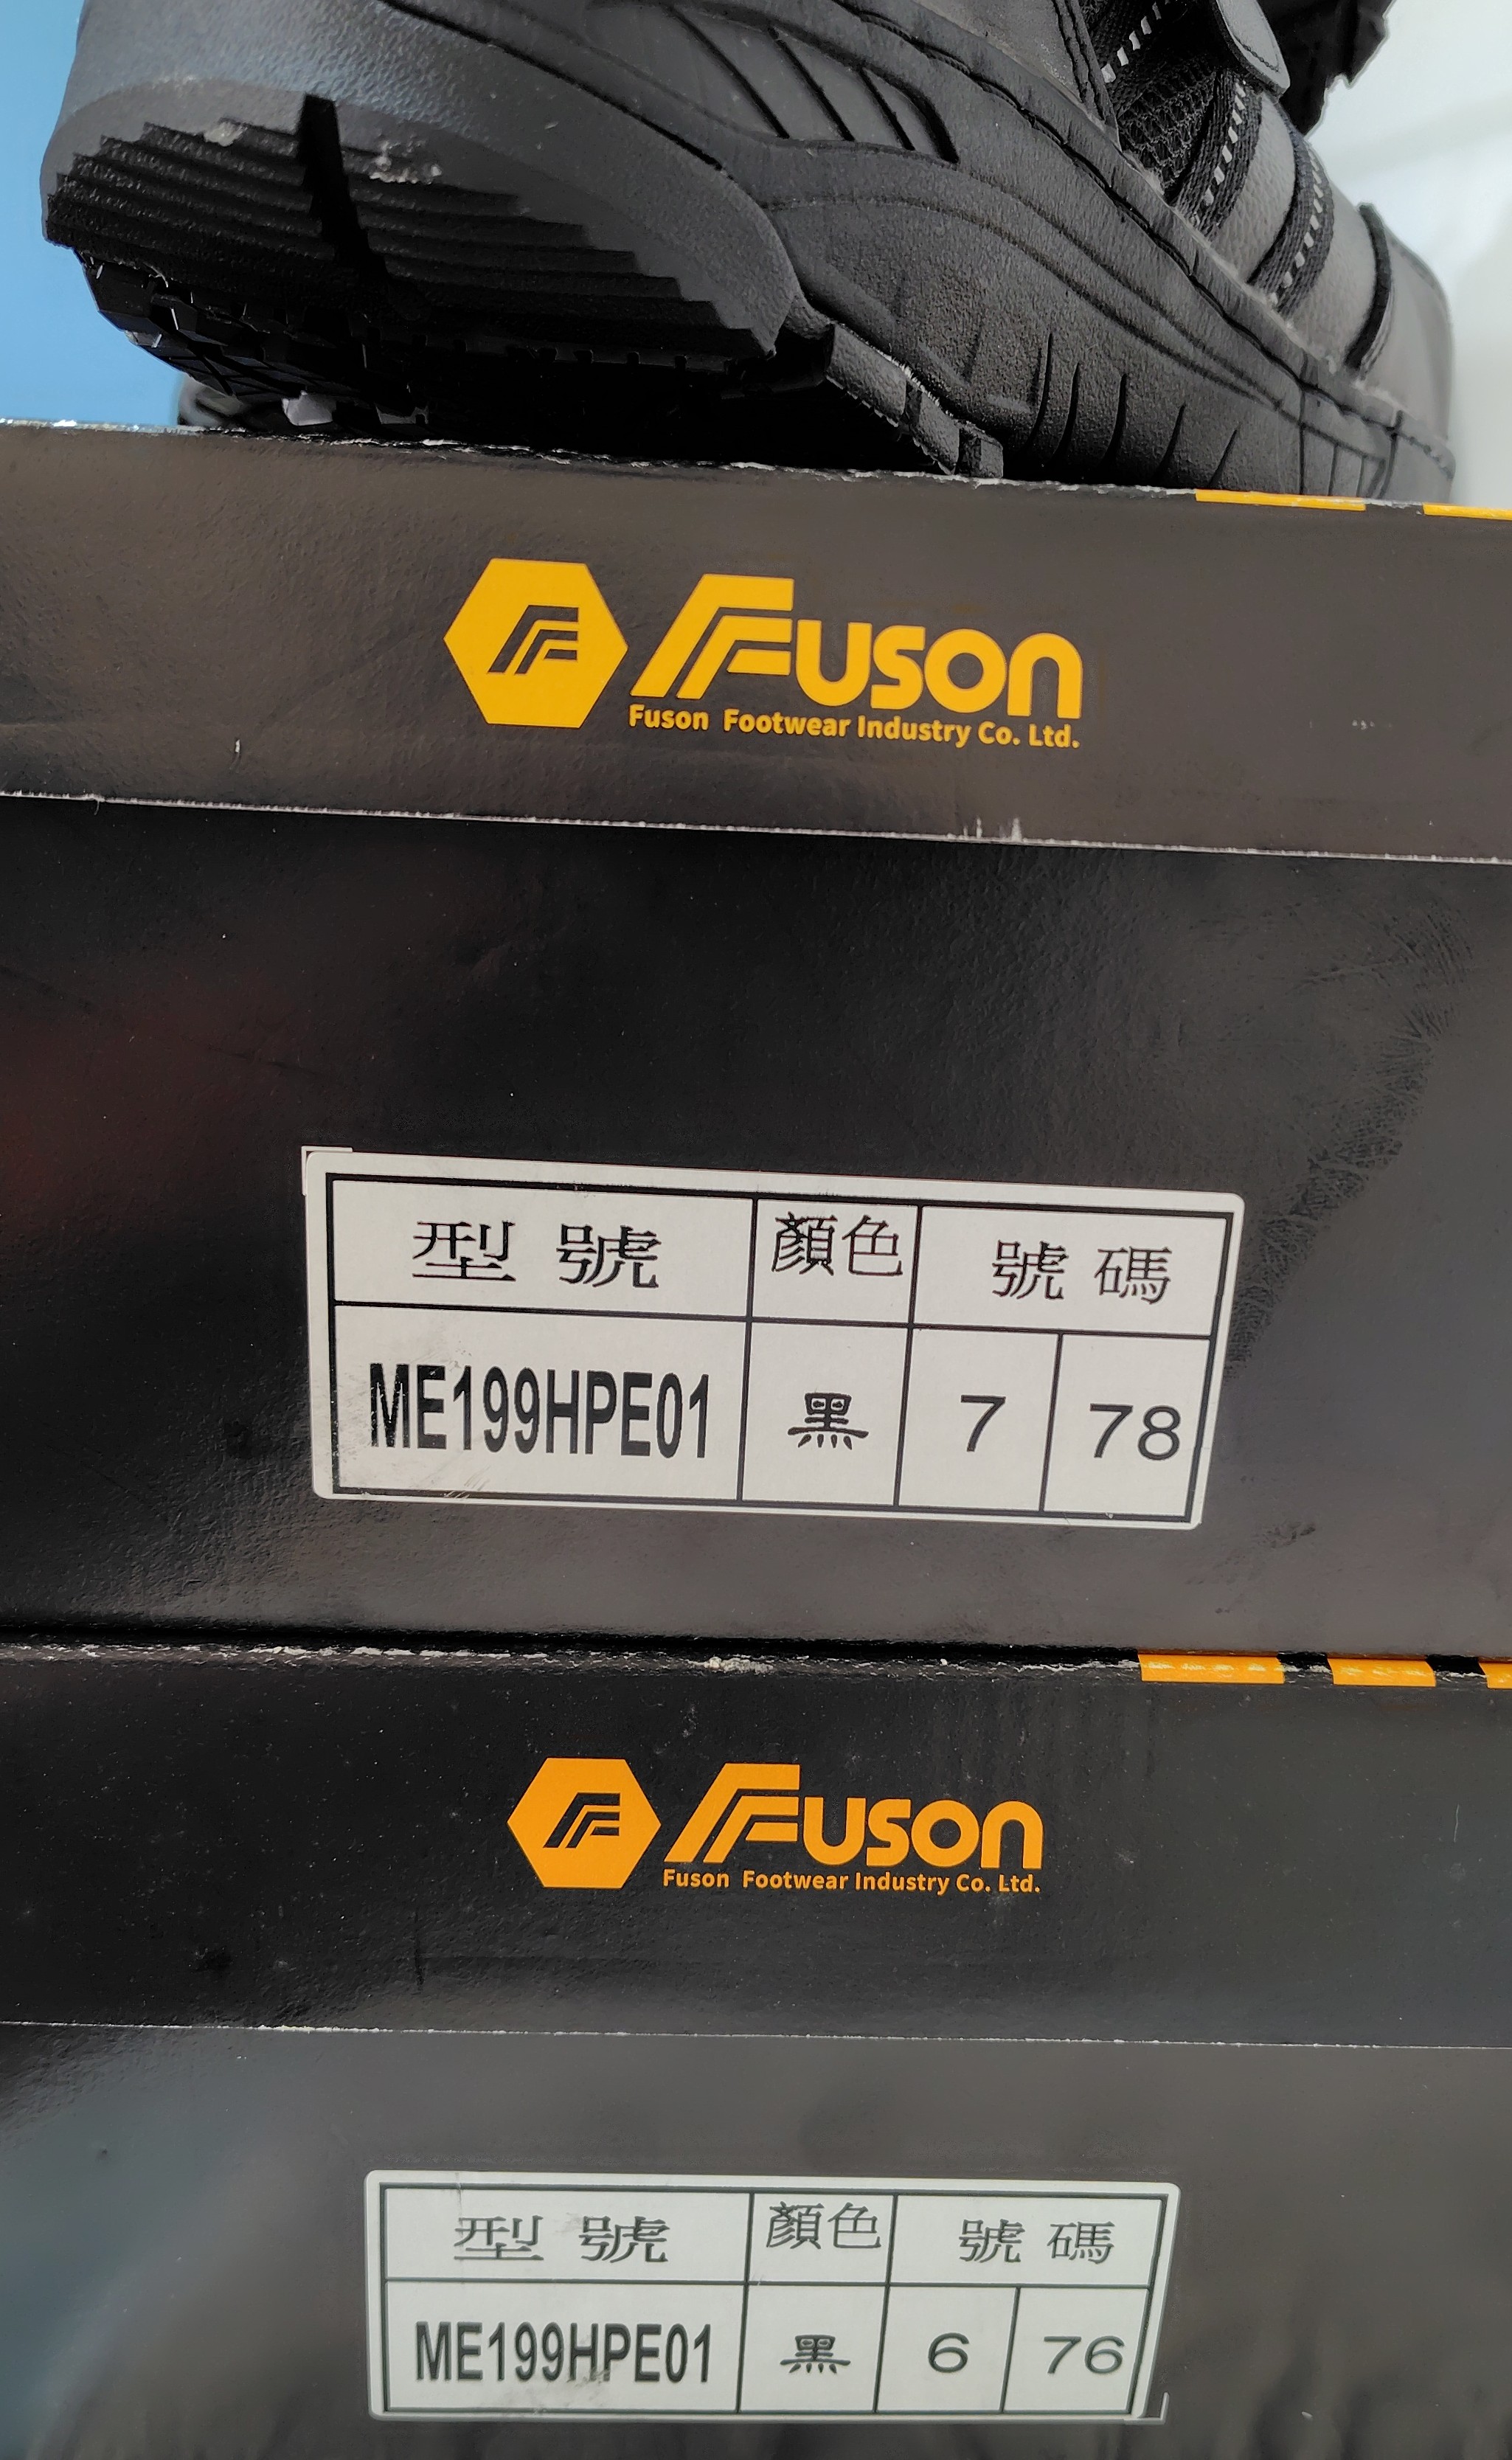 Fuson
Fuson Footwear Industry Co. Ltd.
型號 顏色 號碼
ME199HPE01 黑 7 78
Fuson
Fuson Footwear Industry Co. Ltd.
型號 顏色 號碼
ME199HPE01 黑 6 76